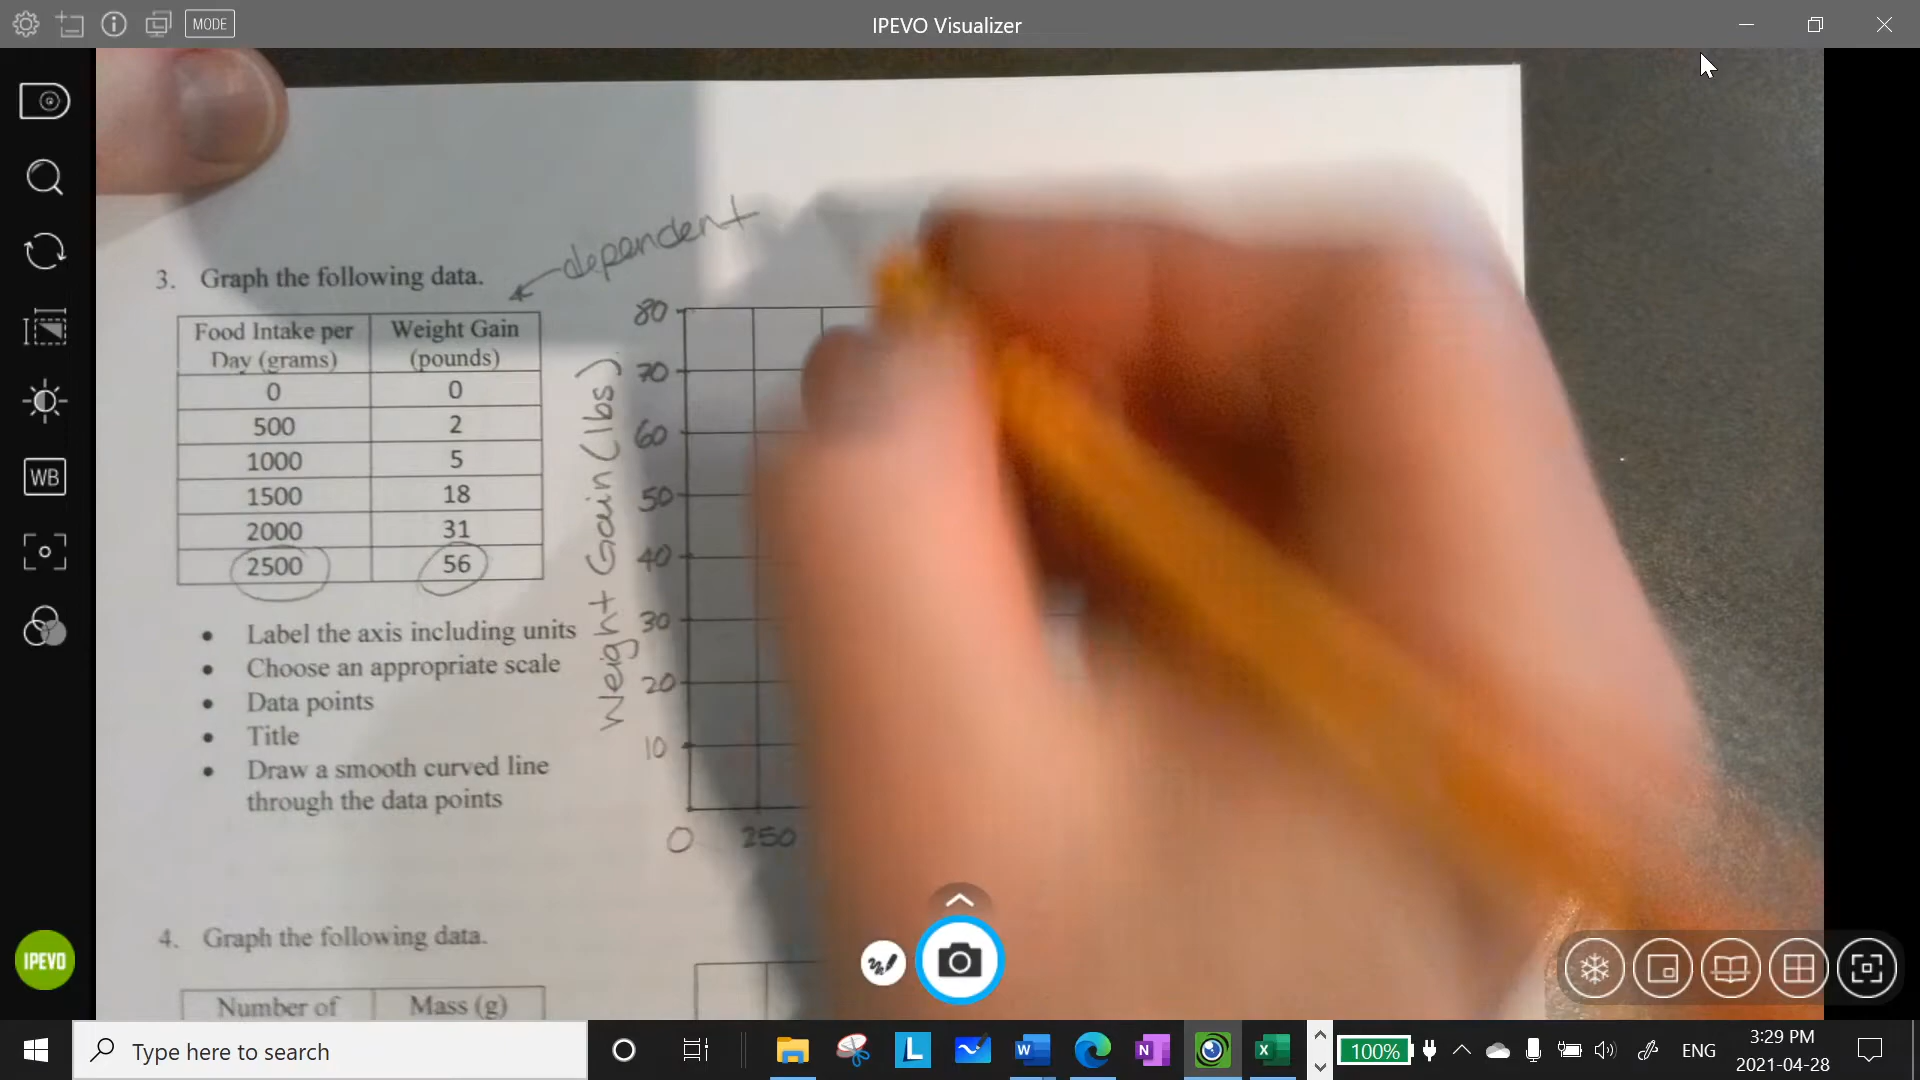 IPEVO Visualizer
MODE
WB
IPEVO
dependent
3. Graph the following data.
Food Intake per Day (grams) Weight Gain (pounds)
0 0
500 2
1000 5
1500 18
2000 31
2500 56
• Label the axis including units
• Choose an appropriate scale
• Data points
• Title
• Draw a smooth curved line
through the data points
Weight Gain (lbs)
80
70
60
50
40
30
20
10
0 250
4. Graph the following data.
Number of Mass (g)
Type here to search
L
W
N
X
100%
ENG
3:29 PM
2021-04-28